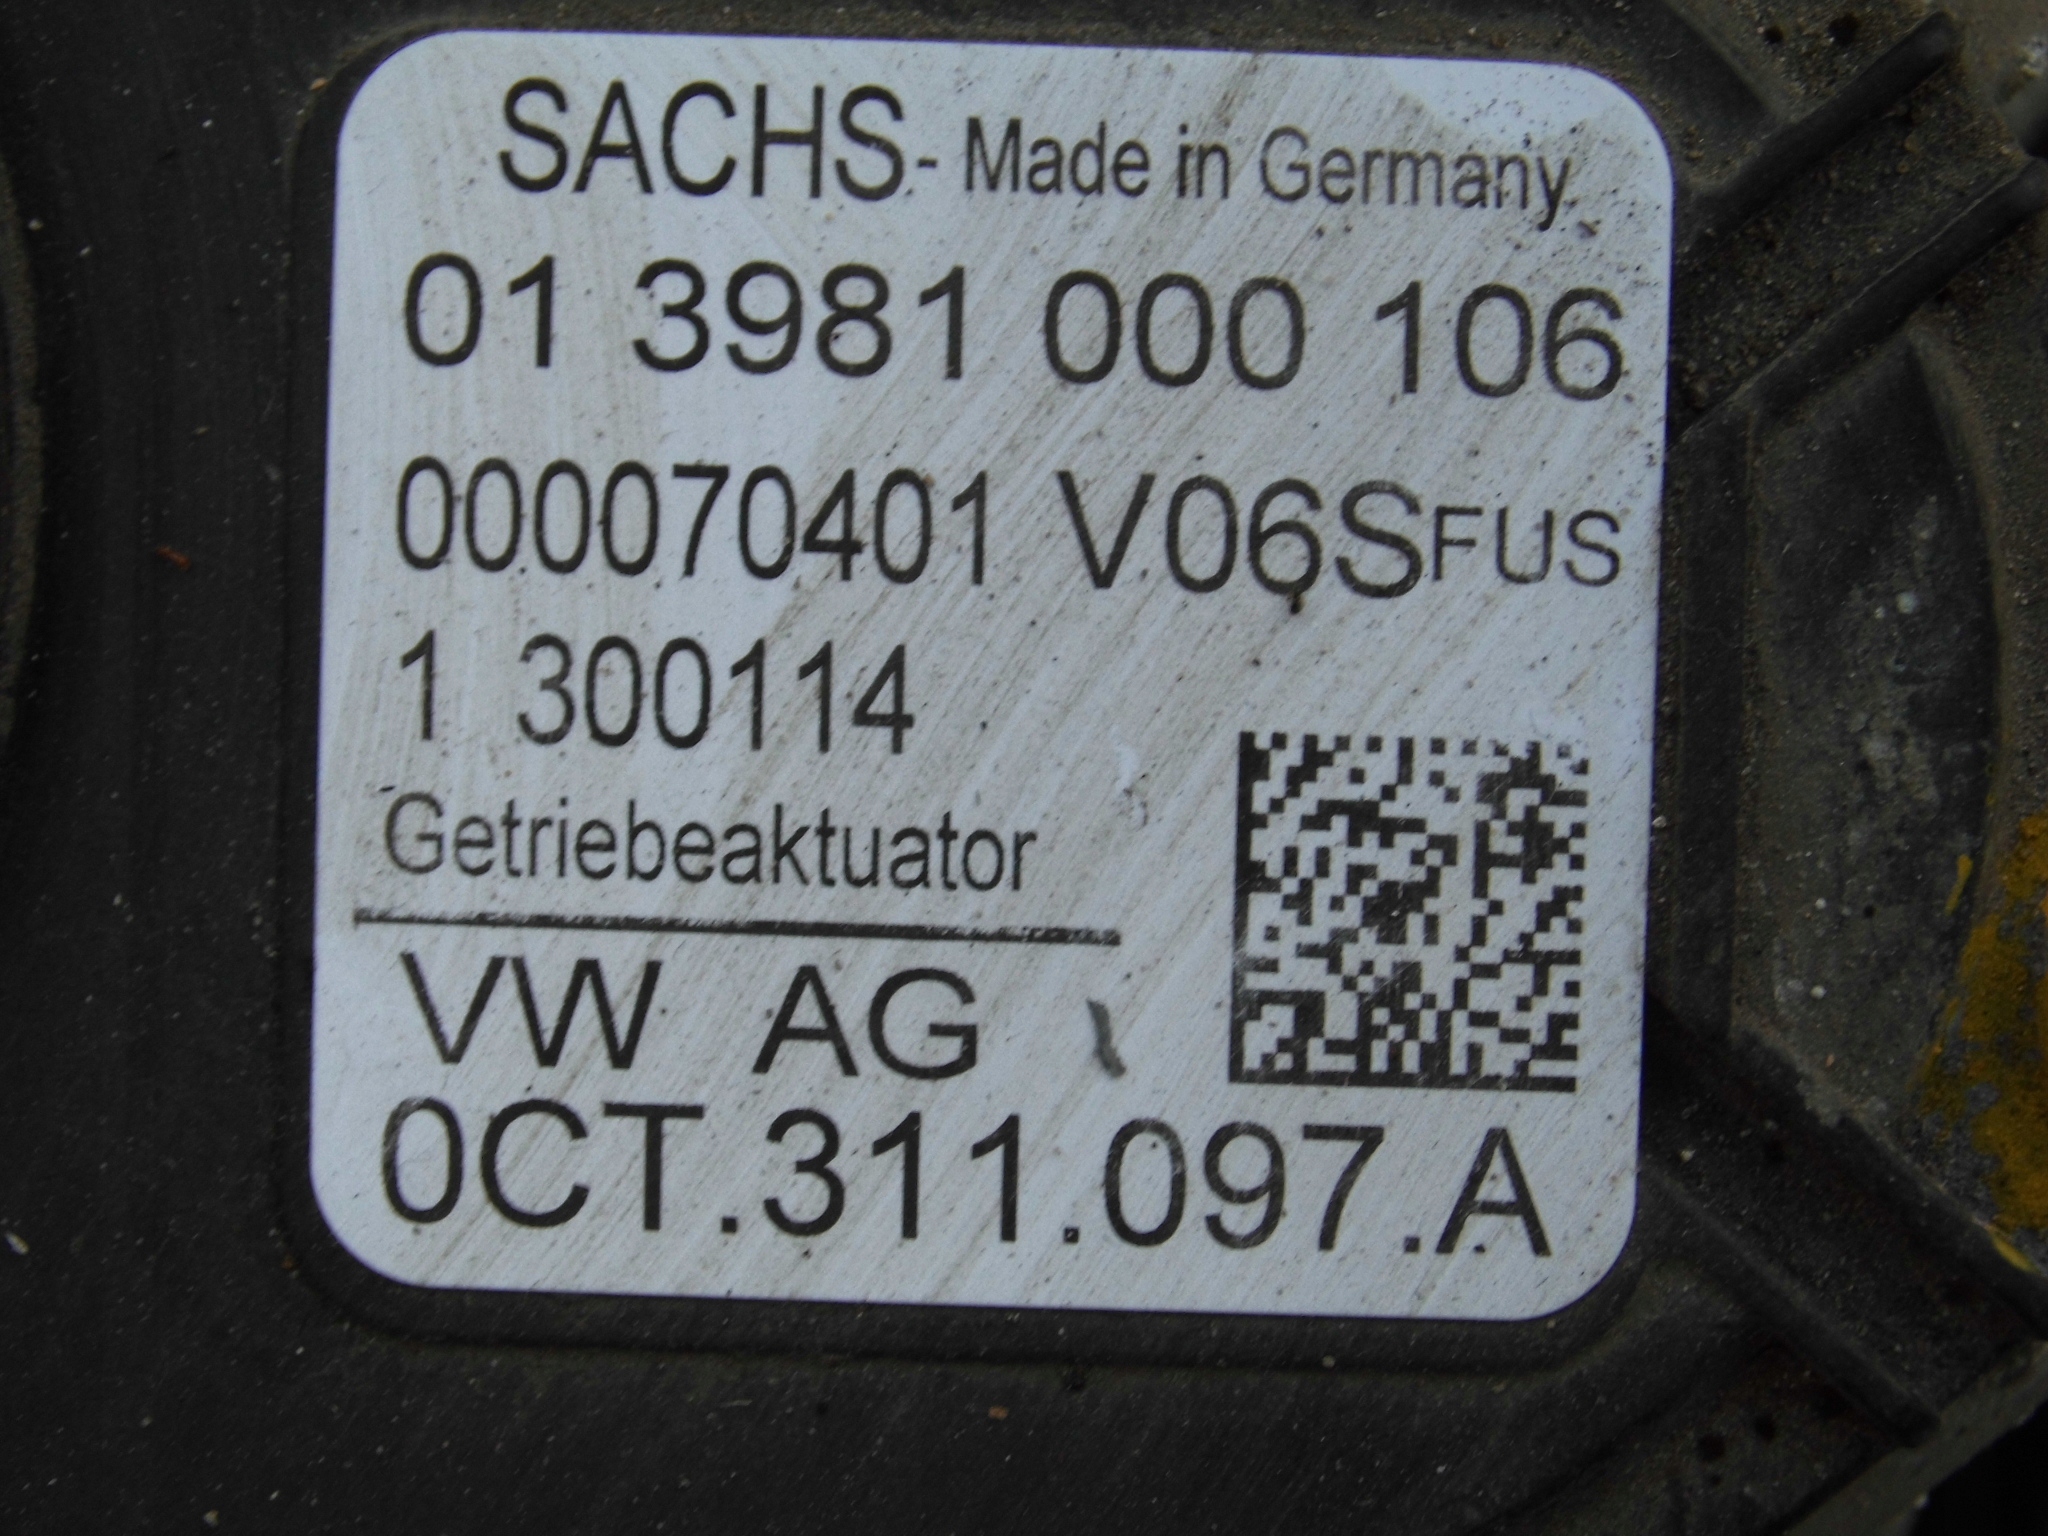 SACHS - Made in Germany
01 3981 000 106
000070401 V06SFUS
1 300114
Getriebeaktuator
VW AG
0CT.311.097.A